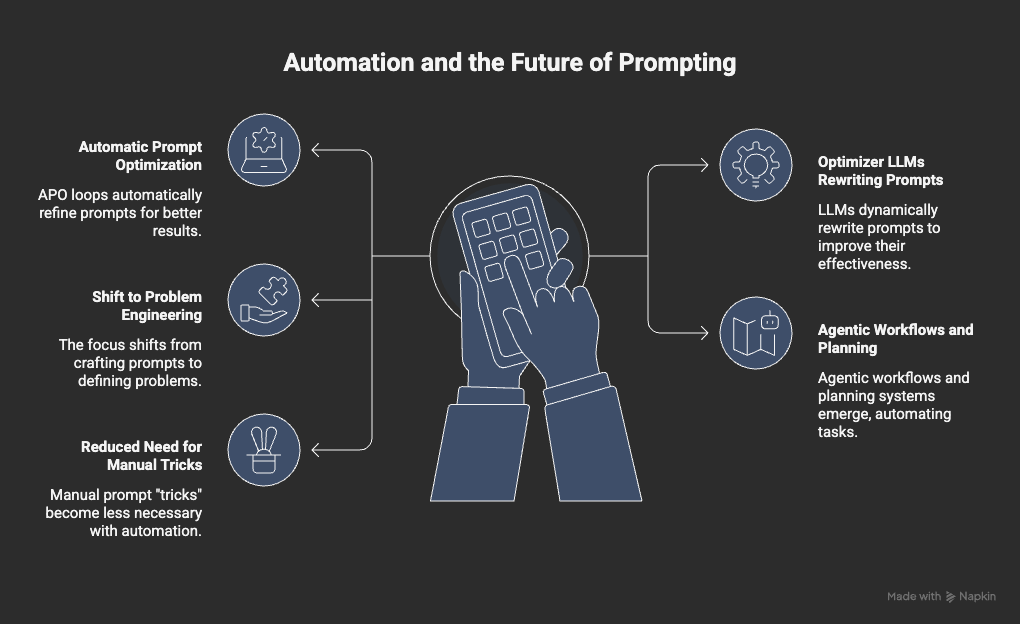 Automation and the Future of Prompting
Automatic Prompt
Optimization
APO loops automatically
refine prompts for better
results.
Shift to Problem
Engineering
The focus shifts from
crafting prompts to
defining problems.
Reduced Need for
Manual Tricks
Manual prompt "tricks"
become less necessary
with automation.
Optimizer LLMs
Rewriting Prompts
LLMs dynamically
rewrite prompts to
improve their
effectiveness.
Agentic Workflows and
Planning
Agentic workflows and
planning systems
emerge, automating
tasks.
Made with Napkin